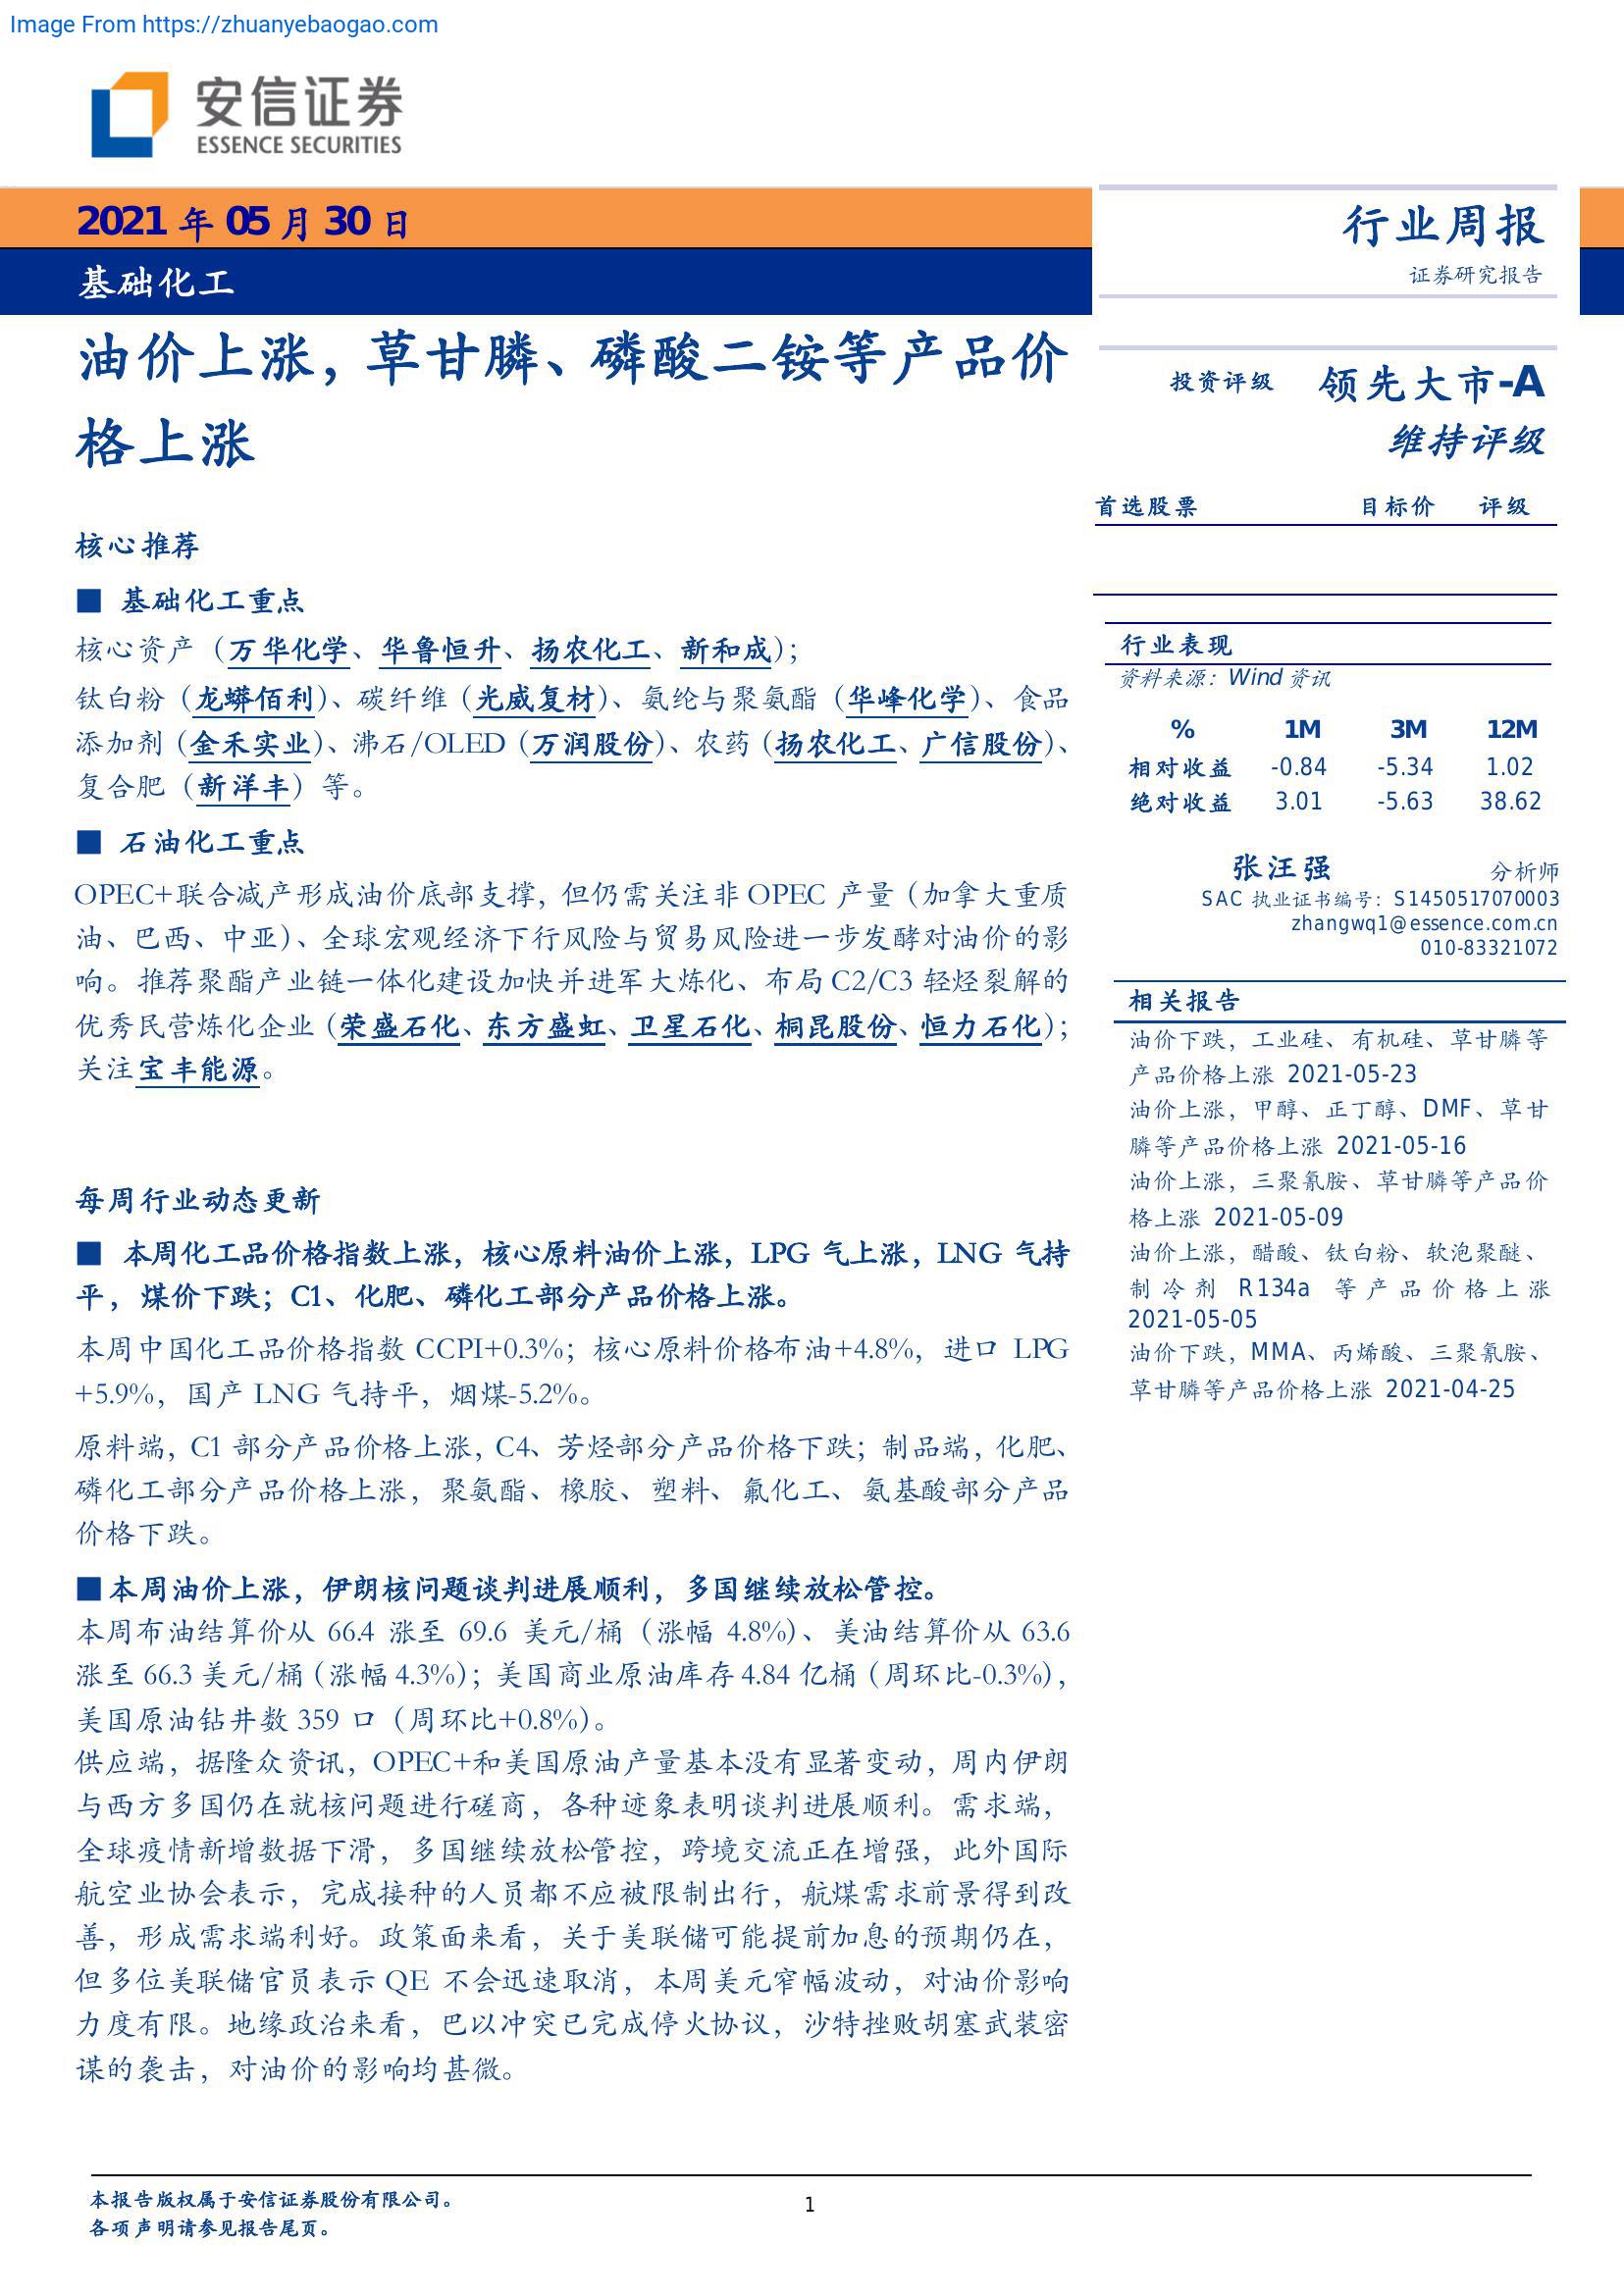 Image From https://zhuanyebaogao.com
安信证券
ESSENCE SECURITIES
2021 年 05 月 30 日
基础化工
行业周报
证券研究报告
油价上涨，草甘膦、磷酸二铵等产品价
格上涨
核心推荐
■ 基础化工重点
核心资产（万华化学、华鲁恒升、扬农化工、新和成）；
钛白粉（龙蟒佰利）、碳纤维（光威复材）、氨纶与聚氨酯（华峰化学）、食品
添加剂（金禾实业）、沸石/OLED（万润股份）、农药（扬农化工、广信股份）、
复合肥（新洋丰）等。
■ 石油化工重点
OPEC+联合减产形成油价底部支撑，但仍需关注非 OPEC 产量（加拿大重质
油、巴西、中亚）、全球宏观经济下行风险与贸易风险进一步发酵对油价的影
响。推荐聚酯产业链一体化建设加快并进军大炼化、布局 C2/C3 轻烃裂解的
优秀民营炼化企业（荣盛石化、东方盛虹、卫星石化、桐昆股份、恒力石化）；
关注宝丰能源。
每周行业动态更新
■ 本周化工品价格指数上涨，核心原料油价上涨，LPG 气上涨，LNG 气持
平，煤价下跌；C1、化肥、磷化工部分产品价格上涨。
本周中国化工品价格指数 CCPI+0.3%；核心原料价格布油+4.8%，进口 LPG
+5.9%，国产 LNG 气持平，烟煤-5.2%。
原料端，C1 部分产品价格上涨，C4、芳烃部分产品价格下跌；制品端，化肥、
磷化工部分产品价格上涨，聚氨酯、橡胶、塑料、氟化工、氨基酸部分产品
价格下跌。
■本周油价上涨，伊朗核问题谈判进展顺利，多国继续放松管控。
本周布油结算价从 66.4 涨至 69.6 美元/桶（涨幅 4.8%）、美油结算价从 63.6
涨至 66.3 美元/桶（涨幅 4.3%）；美国商业原油库存 4.84 亿桶（周环比-0.3%），
美国原油钻井数 359 口（周环比+0.8%）。
供应端，据隆众资讯，OPEC+和美国原油产量基本没有显著变动，周内伊朗
与西方多国仍在就核问题进行磋商，各种迹象表明谈判进展顺利。需求端，
全球疫情新增数据下滑，多国继续放松管控，跨境交流正在增强，此外国际
航空业协会表示，完成接种的人员都不应被限制出行，航煤需求前景得到改
善，形成需求端利好。政策面来看，关于美联储可能提前加息的预期仍在，
但多位美联储官员表示 QE 不会迅速取消，本周美元窄幅波动，对油价影响
力度有限。地缘政治来看，巴以冲突已完成停火协议，沙特挫败胡塞武装密
谋的袭击，对油价的影响均甚微。
投资评级 领先大市-A
维持评级
首选股票 目标价 评级
行业表现
资料来源：Wind 资讯
% 1M 3M 12M
相对收益 -0.84 -5.34 1.02
绝对收益 3.01 -5.63 38.62
张汪强 分析师
SAC 执业证书编号：S1450517070003
zhangwq1@essence.com.cn
010-83321072
相关报告
油价下跌，工业硅、有机硅、草甘膦等
产品价格上涨 2021-05-23
油价上涨，甲醇、正丁醇、DMF、草甘
膦等产品价格上涨 2021-05-16
油价上涨，三聚氰胺、草甘膦等产品价
格上涨 2021-05-09
油价上涨，醋酸、钛白粉、软泡聚醚、
制冷剂 R134a 等产品价格上涨
2021-05-05
油价下跌，MMA、丙烯酸、三聚氰胺、
草甘膦等产品价格上涨 2021-04-25
本报告版权属于安信证券股份有限公司。
各项声明请参见报告尾页。
1